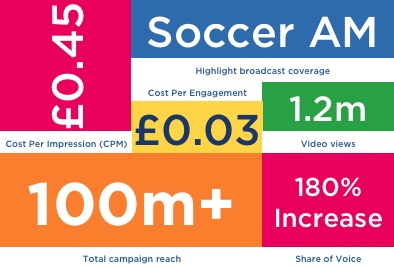 £0.45
Cost Per Impression (CPM)
Soccer AM
Highlight broadcast coverage
Cost Per Engagement
£0.03
1.2m
Video views
100m+
Total campaign reach
180%
Increase
Share of Voice